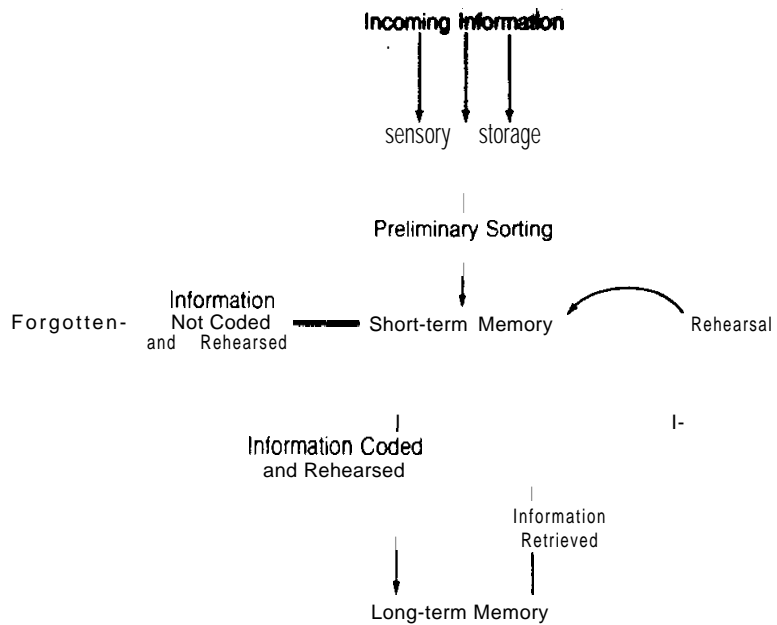 Incoming information
sensory storage
Preliminary Sorting
Information
Forgotten- Not Coded Short-term Memory Rehearsal
and Rehearsed
I I-
Information Coded
and Rehearsed
Information
Retrieved
Long-term Memory